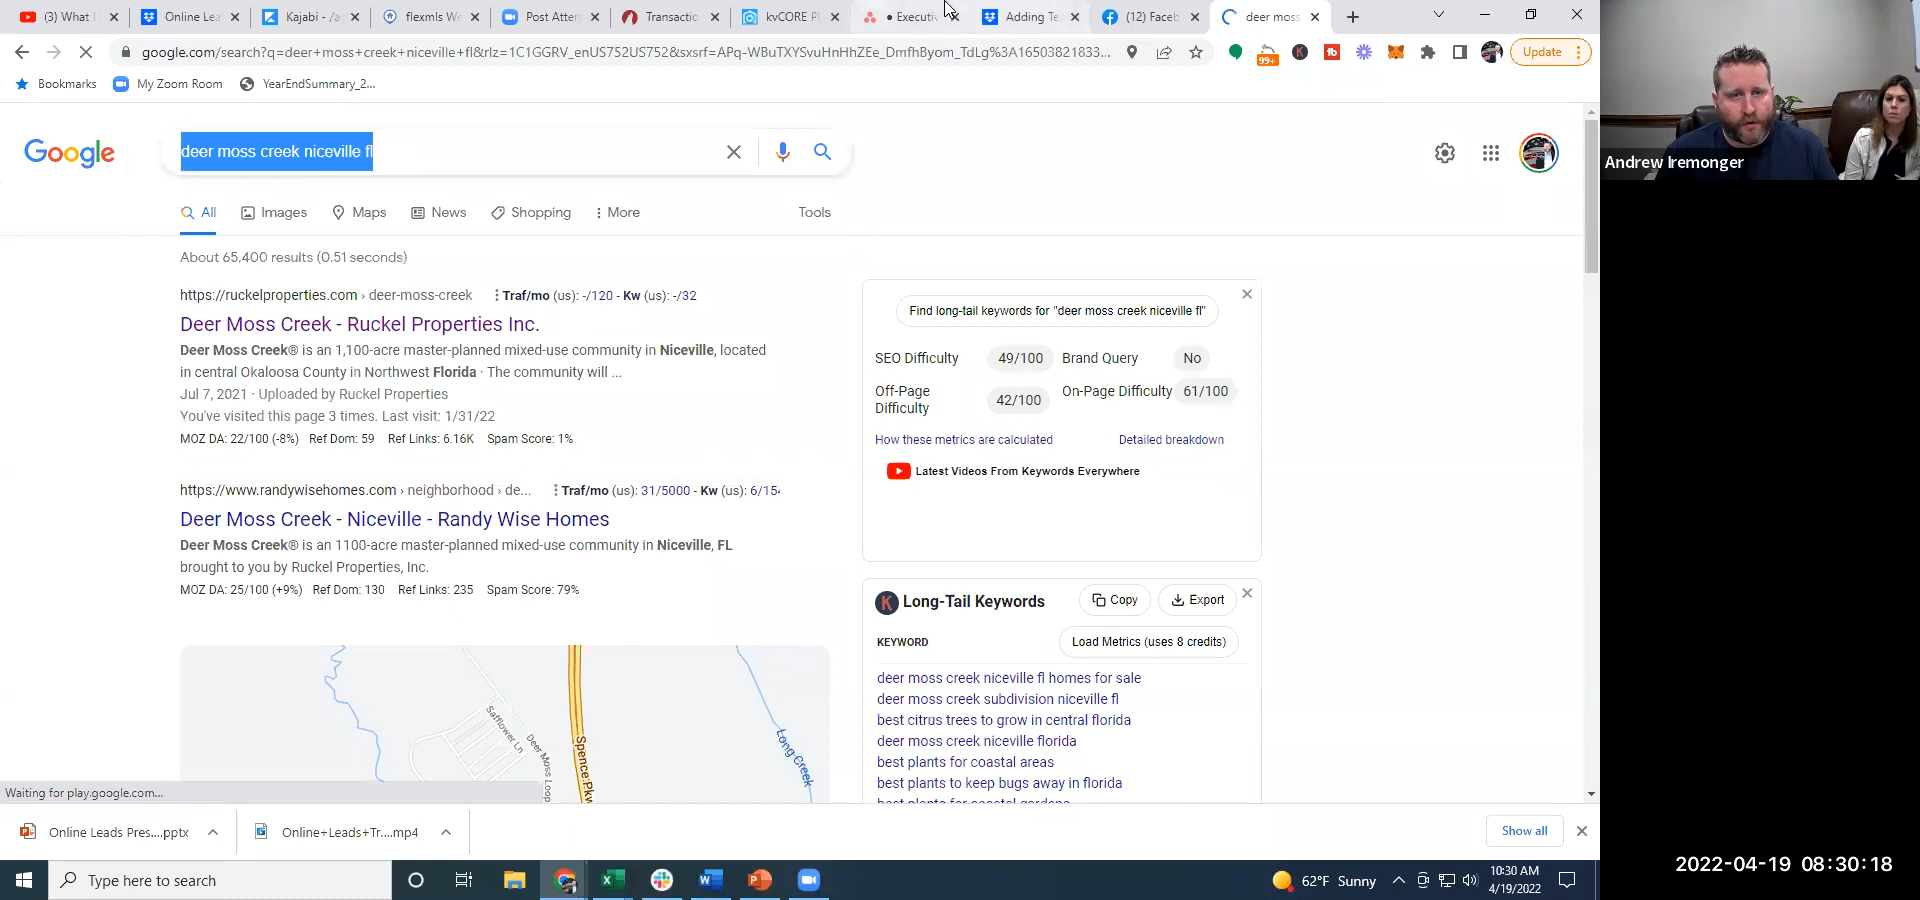 (3) What I
Online Lea
Kajabi - /a
flexmls We
Post Atten
Transactio
kvCORE Pl
• Executiv
Adding Te
(12) Faceb
deer moss
google.com/search?q=deer+moss+creek+niceville+fl&rlz=1C1GGRV_enUS752US752&sxsrf=APq-WBuTXYSvuHnHhZEe_DmfhByom_TdLg%3A16503821833...
99+
Update
Bookmarks
My Zoom Room
YearEndSummary_2...
Andrew Iremonger
Google
deer moss creek niceville fl
All
Images
Maps
News
Shopping
More
Tools
About 65,400 results (0.51 seconds)
https://ruckelproperties.com › deer-moss-creek
Traf/mo (us): -/120 - Kw (us): -/32
Deer Moss Creek - Ruckel Properties Inc.
Deer Moss Creek® is an 1,100-acre master-planned mixed-use community in Niceville, located
in central Okaloosa County in Northwest Florida · The community will ...
Jul 7, 2021 · Uploaded by Ruckel Properties
You've visited this page 3 times. Last visit: 1/31/22
MOZ DA: 22/100 (-8%) Ref Dom: 59 Ref Links: 6.16K Spam Score: 1%
https://www.randywisehomes.com › neighborhood › de...
Traf/mo (us): 31/5000 - Kw (us): 6/154
Deer Moss Creek - Niceville - Randy Wise Homes
Deer Moss Creek® is an 1100-acre master-planned mixed-use community in Niceville, FL
brought to you by Ruckel Properties, Inc.
MOZ DA: 25/100 (+9%) Ref Dom: 130 Ref Links: 235 Spam Score: 79%
Safflower Ln
Deer Moss Loop
Spence Pkw
Long Creek
Find long-tail keywords for "deer moss creek niceville fl"
SEO Difficulty 49/100 Brand Query No
Off-Page
Difficulty 42/100 On-Page Difficulty 61/100
How these metrics are calculated
Detailed breakdown
Latest Videos From Keywords Everywhere
K Long-Tail Keywords
Copy
Export
KEYWORD
Load Metrics (uses 8 credits)
deer moss creek niceville fl homes for sale
deer moss creek subdivision niceville fl
best citrus trees to grow in central florida
deer moss creek niceville florida
best plants for coastal areas
best plants to keep bugs away in florida
best plants for coastal gardens
Waiting for play.google.com...
Online Leads Pres....pptx
Online+Leads+Tr....mp4
Show all
Type here to search
62°F Sunny
10:30 AM
4/19/2022
2022-04-19 08:30:18